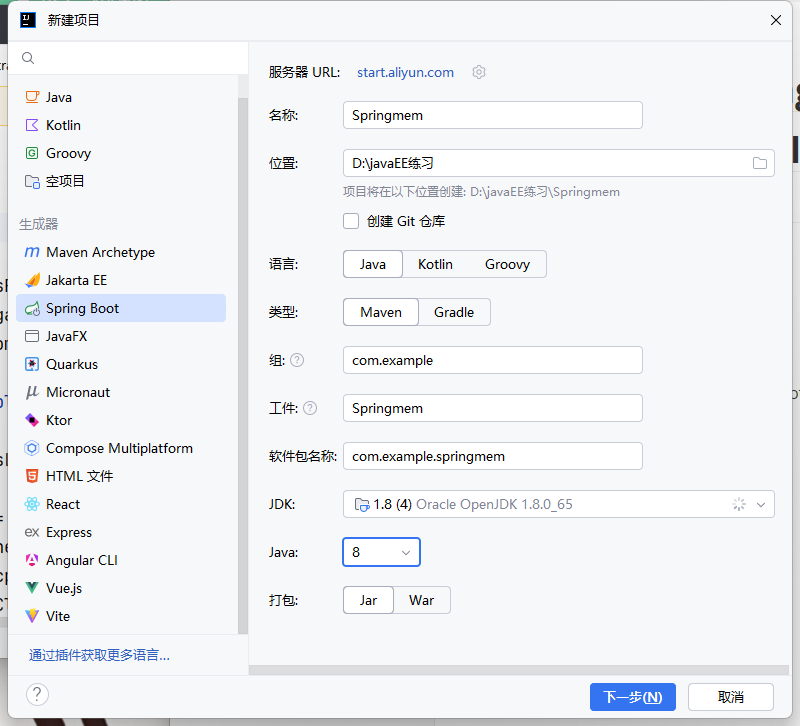 新建项目
Java
Kotlin
Groovy
空项目
生成器
Maven Archetype
Jakarta EE
Spring Boot
JavaFX
Quarkus
Micronaut
Ktor
Compose Multiplatform
HTML 文件
React
Express
Angular CLI
Vue.js
Vite
通过插件获取更多语言...
服务器 URL: start.aliyun.com
名称: Springmem
位置: D:\javaEE练习
项目将在以下位置创建: D:\javaEE练习\Springmem
创建 Git 仓库
语言: Java Kotlin Groovy
类型: Maven Gradle
组: com.example
工件: Springmem
软件包名称: com.example.springmem
JDK: 1.8 (4) Oracle OpenJDK 1.8.0_65
Java: 8
打包: Jar War
? 下一步(N) 取消